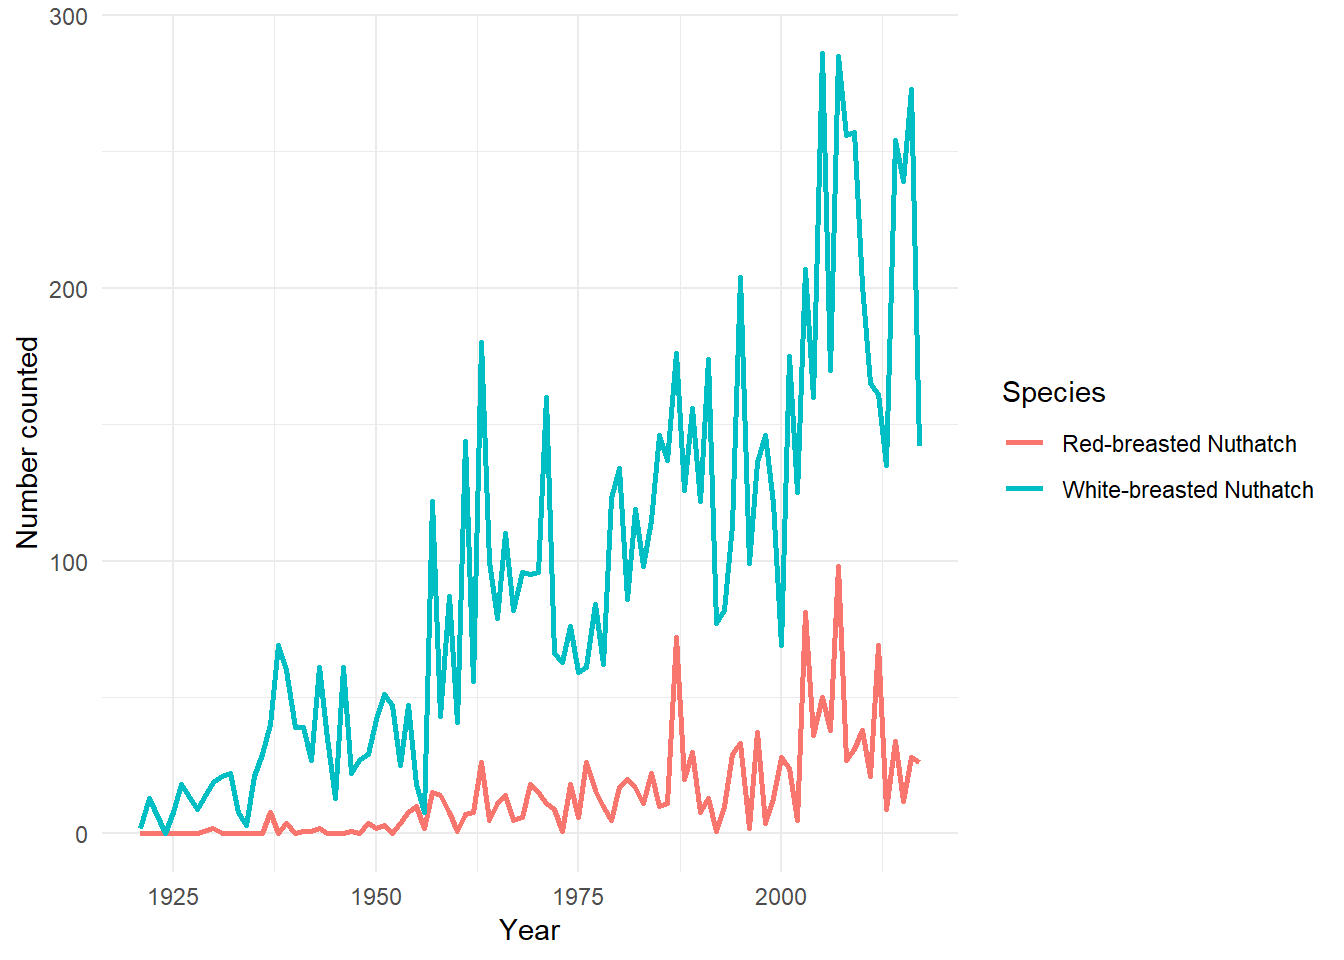 300
200
100
0
Number counted
1925 1950 1975 2000
Year
Species
Red-breasted Nuthatch
White-breasted Nuthatch